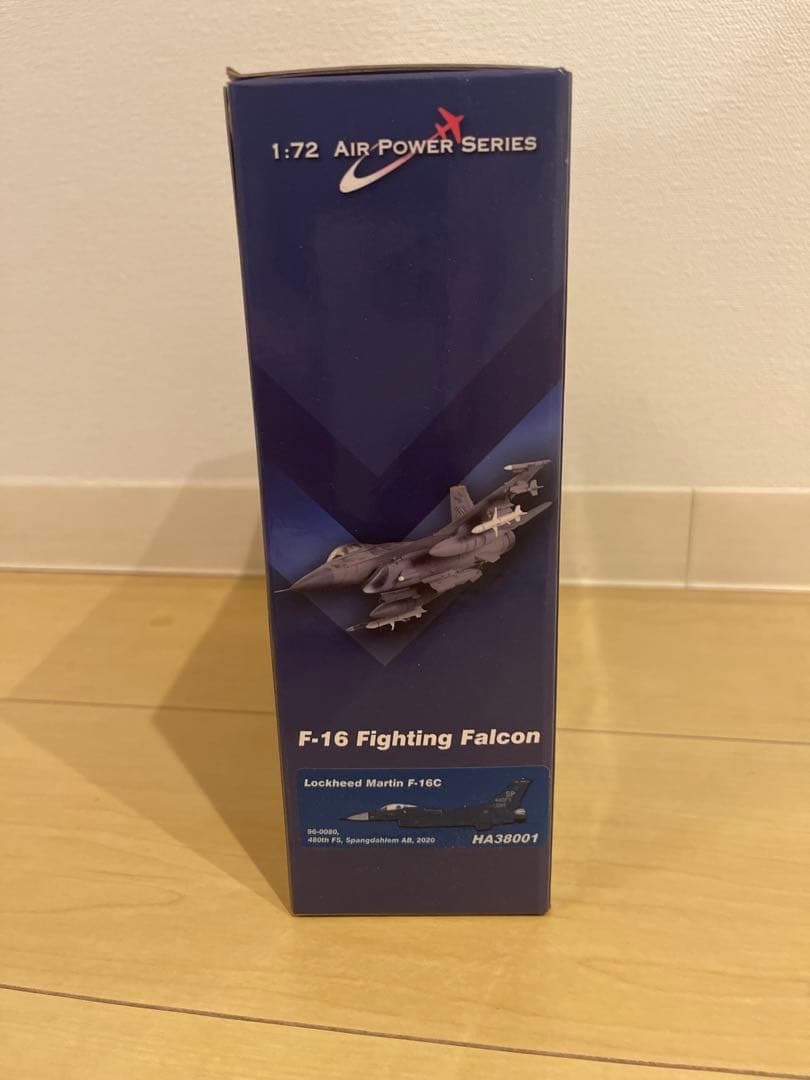 1:72 AIR POWER SERIES
F-16 Fighting Falcon
Lockheed Martin F-16C
SP
96-0080,
480th FS, Spangdahlem AB, 2020
HA38001